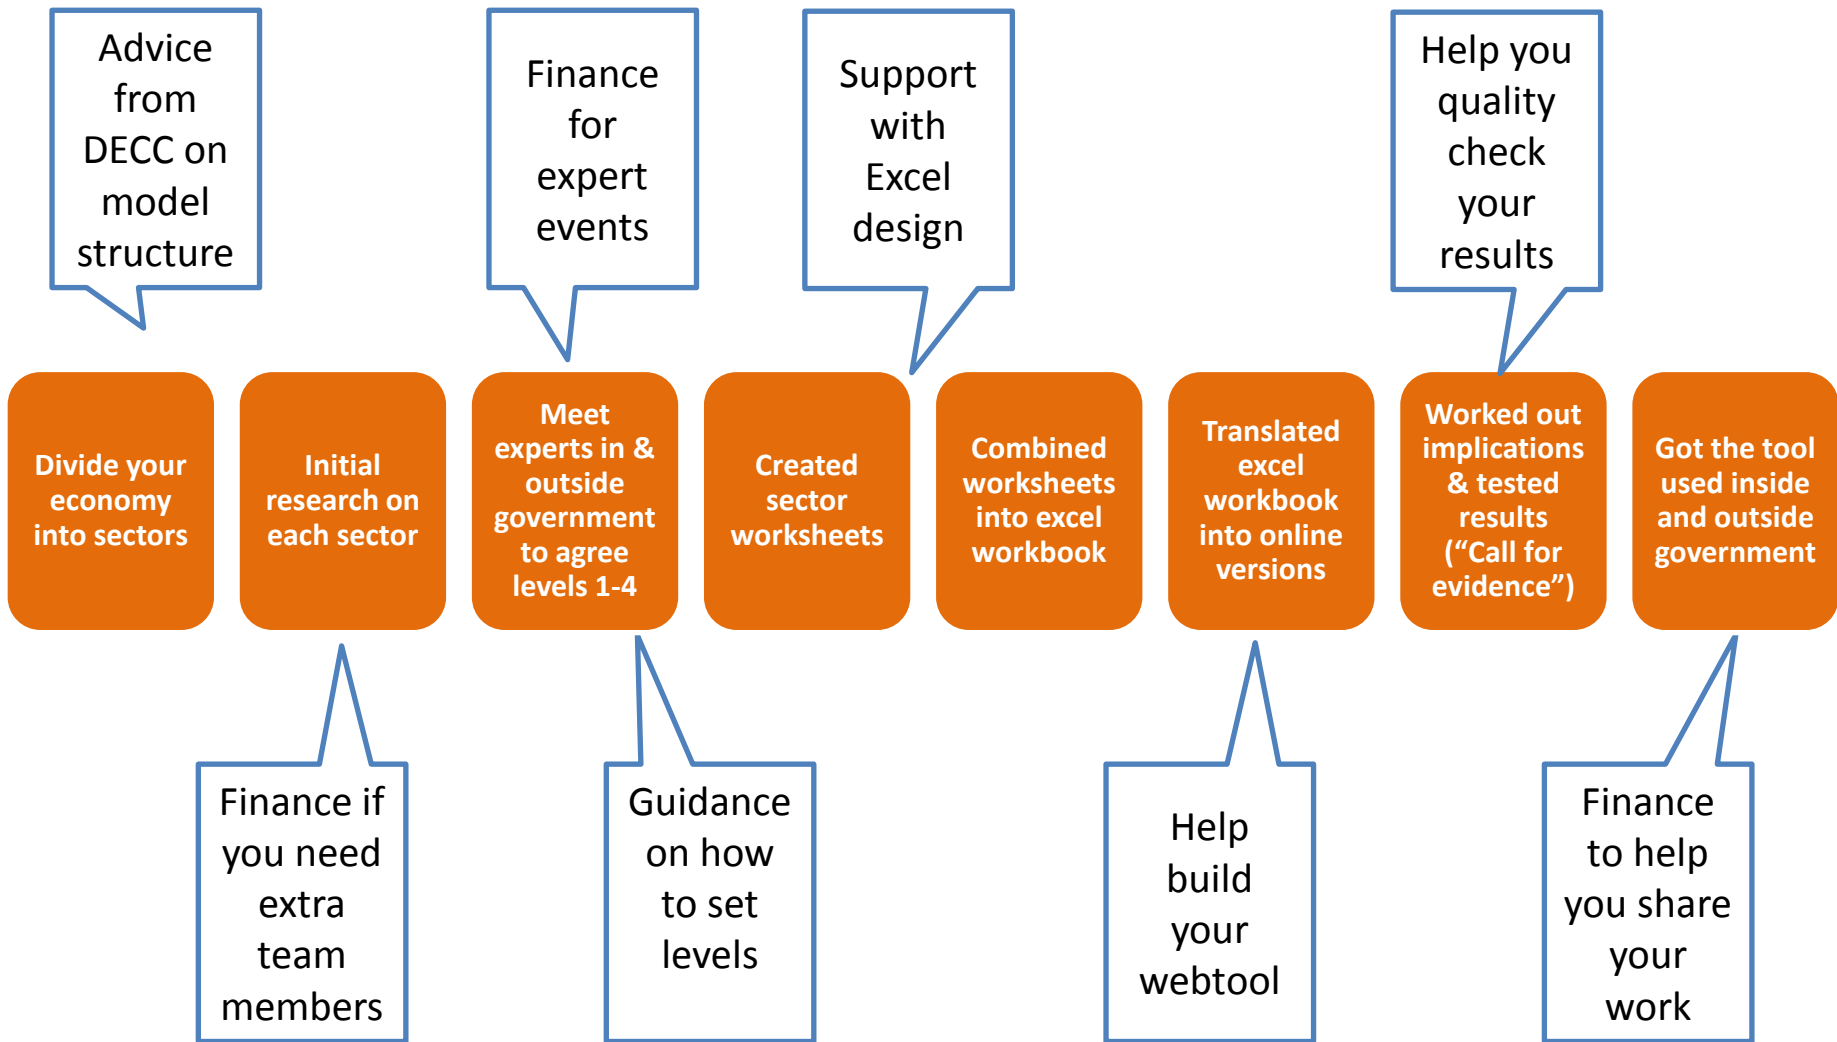 Advice
from
DECC on
model
structure
Finance
for
expert
events
Support
with
Excel
design
Help you
quality
check
your
results
Divide your
economy
into sectors
Initial
research on
each sector
Meet
experts in &
outside
government
to agree
levels 1-4
Created
sector
worksheets
Combined
worksheets
into excel
workbook
Translated
excel
workbook
into online
versions
Worked out
implications
& tested
results
(“Call for
evidence”)
Got the tool
used inside
and outside
government
Finance if
you need
extra
team
members
Guidance
on how
to set
levels
Help
build
your
webtool
Finance
to help
you share
your
work